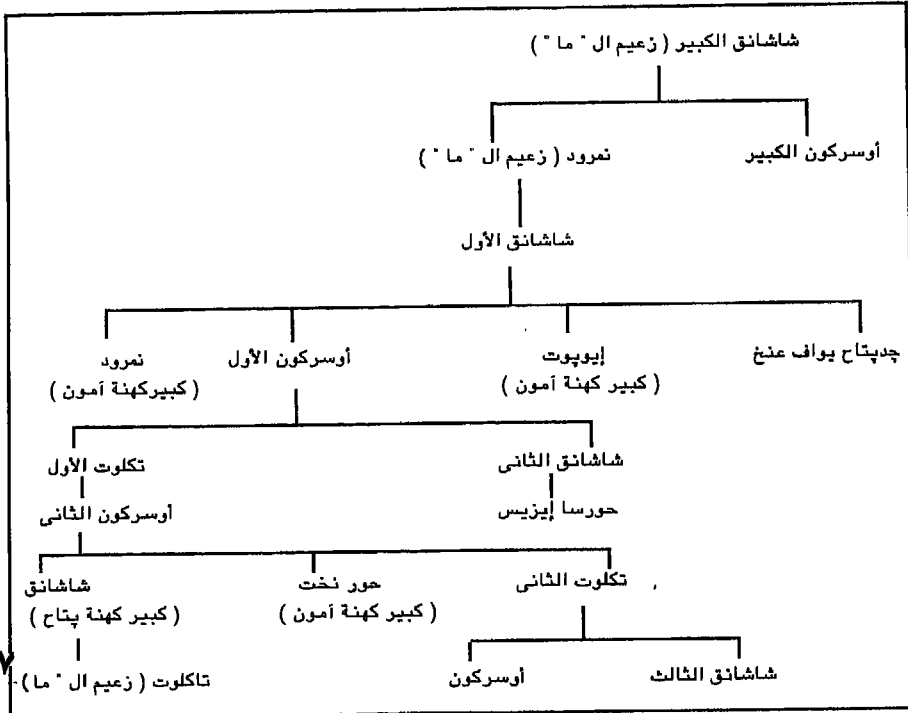 شاشانق الكبير ( زعيم ال " ما " )
أوسركون الكبير
نمرود ( زعيم ال " ما " )
شاشانق الأول
چدپتاح يواف عنخ
إيوپوت
( كبير كهنة آمون )
أوسركون الأول
نمرود
( كبيركهنة آمون )
شاشانق الثانى
تكلوت الأول
حورسا إيزيس
أوسركون الثانى
تكلوت الثانى
حور نخت
( كبير كهنة آمون )
شاشانق
( كبير كهنة پتاح )
شاشانق الثالث
أوسركون
تاكلوت ( زعيم ال " ما )